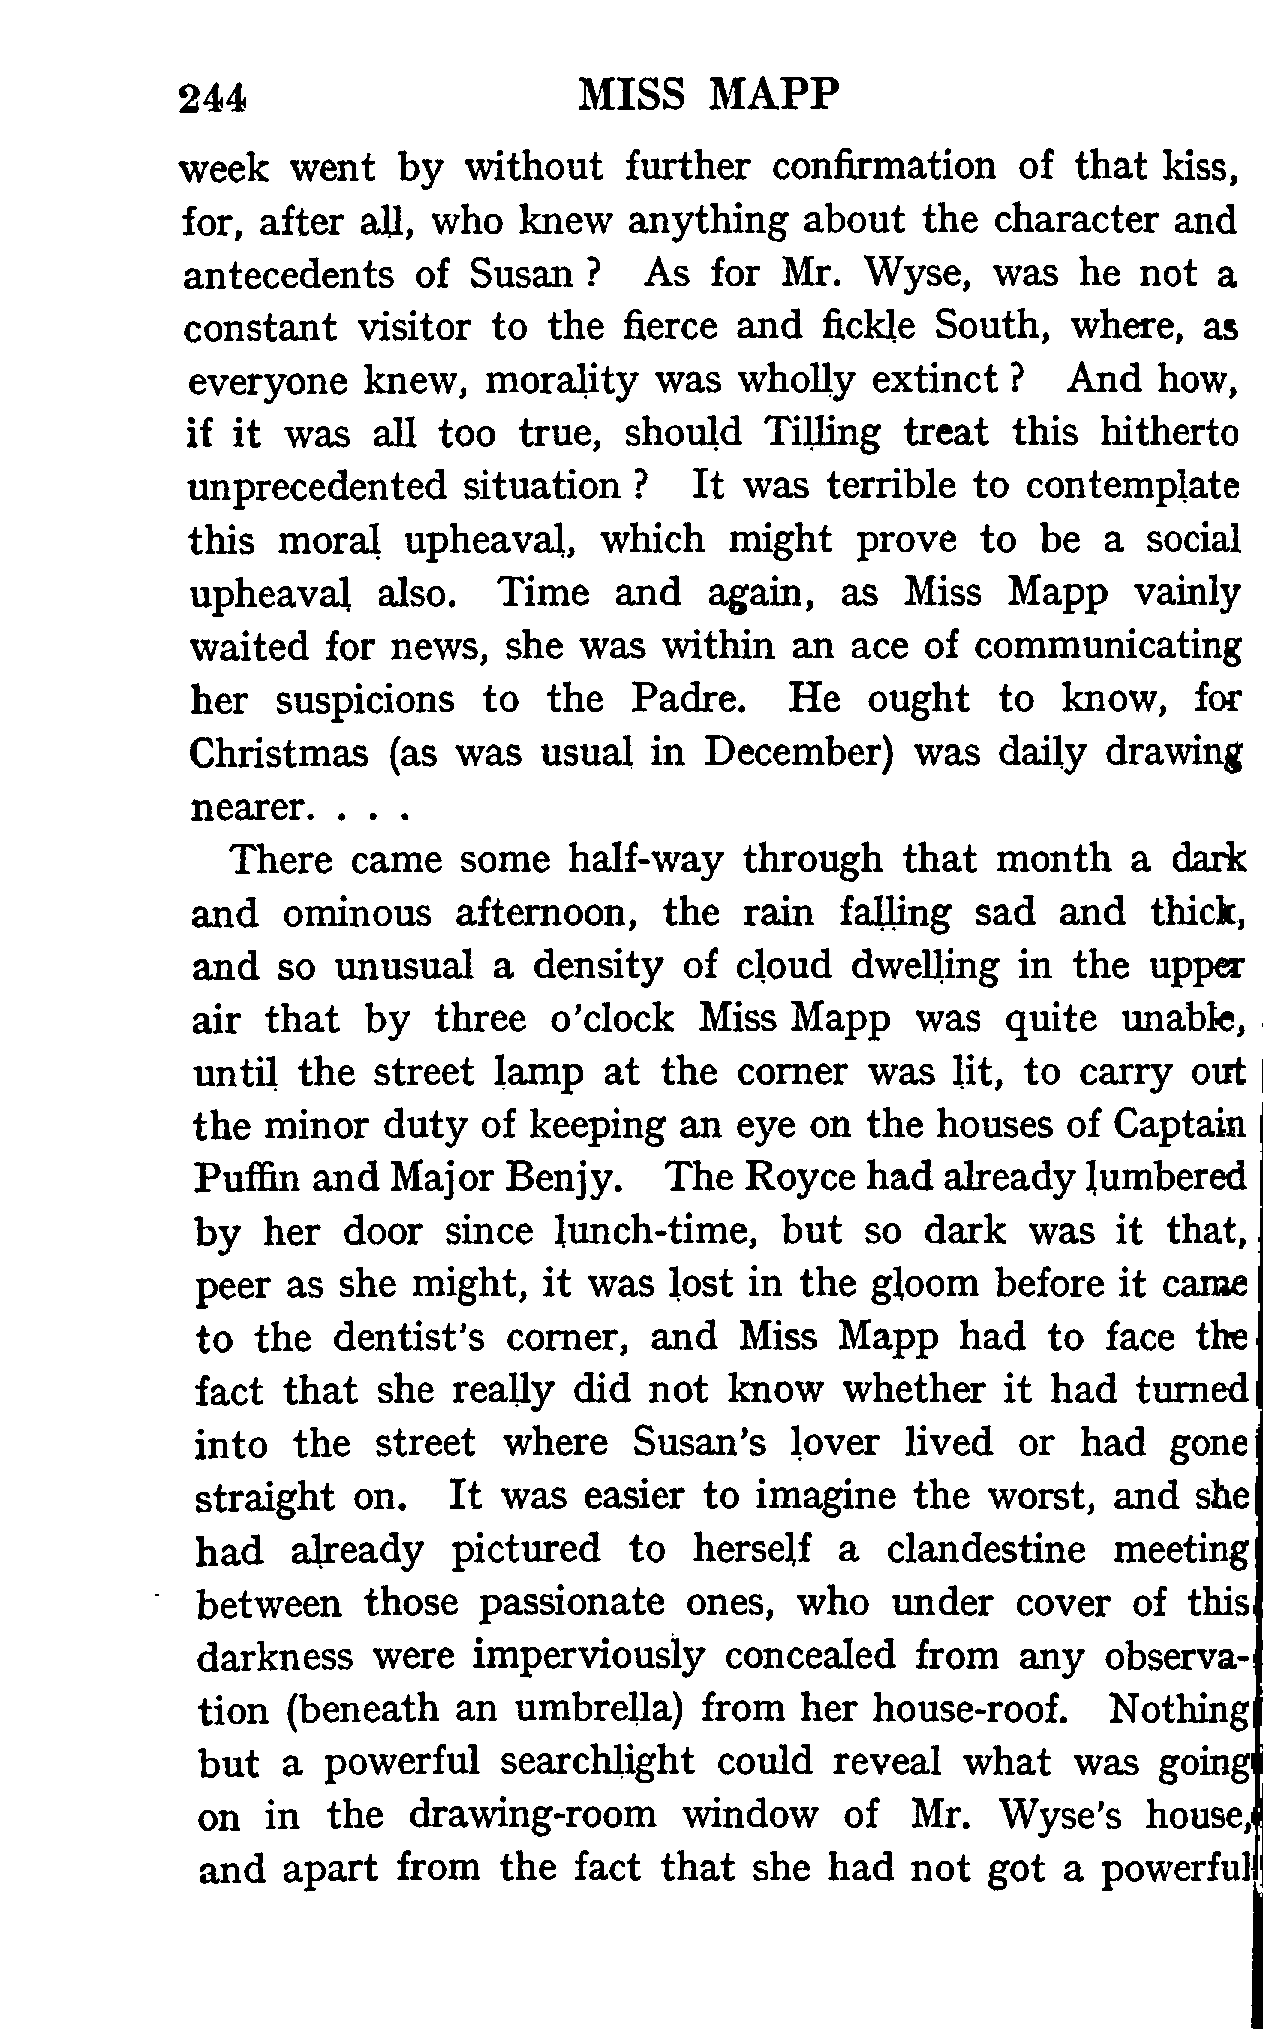 244 MISS MAPP
week went by without further confirmation of that kiss,
for, after all, who knew anything about the character and
antecedents of Susan ? As for Mr. Wyse, was he not a
constant visitor to the fierce and fickle South, where, as
everyone knew, morality was wholly extinct ? And how,
if it was all too true, should Tilling treat this hitherto
unprecedented situation ? It was terrible to contemplate
this moral upheaval, which might prove to be a social
upheaval also. Time and again, as Miss Mapp vainly
waited for news, she was within an ace of communicating
her suspicions to the Padre. He ought to know, for
Christmas (as was usual in December) was daily drawing
nearer. . . .
There came some half-way through that month a dark
and ominous afternoon, the rain falling sad and thick,
and so unusual a density of cloud dwelling in the upper
air that by three o'clock Miss Mapp was quite unable,
until the street lamp at the corner was lit, to carry out
the minor duty of keeping an eye on the houses of Captain
Puffin and Major Benjy. The Royce had already lumbered
by her door since lunch-time, but so dark was it that,
peer as she might, it was lost in the gloom before it came
to the dentist's corner, and Miss Mapp had to face the
fact that she really did not know whether it had turned
into the street where Susan's lover lived or had gone
straight on. It was easier to imagine the worst, and she
had already pictured to herself a clandestine meeting
between those passionate ones, who under cover of this
darkness were imperviously concealed from any observa-
tion (beneath an umbrella) from her house-roof. Nothing
but a powerful searchlight could reveal what was going
on in the drawing-room window of Mr. Wyse's house,
and apart from the fact that she had not got a powerful